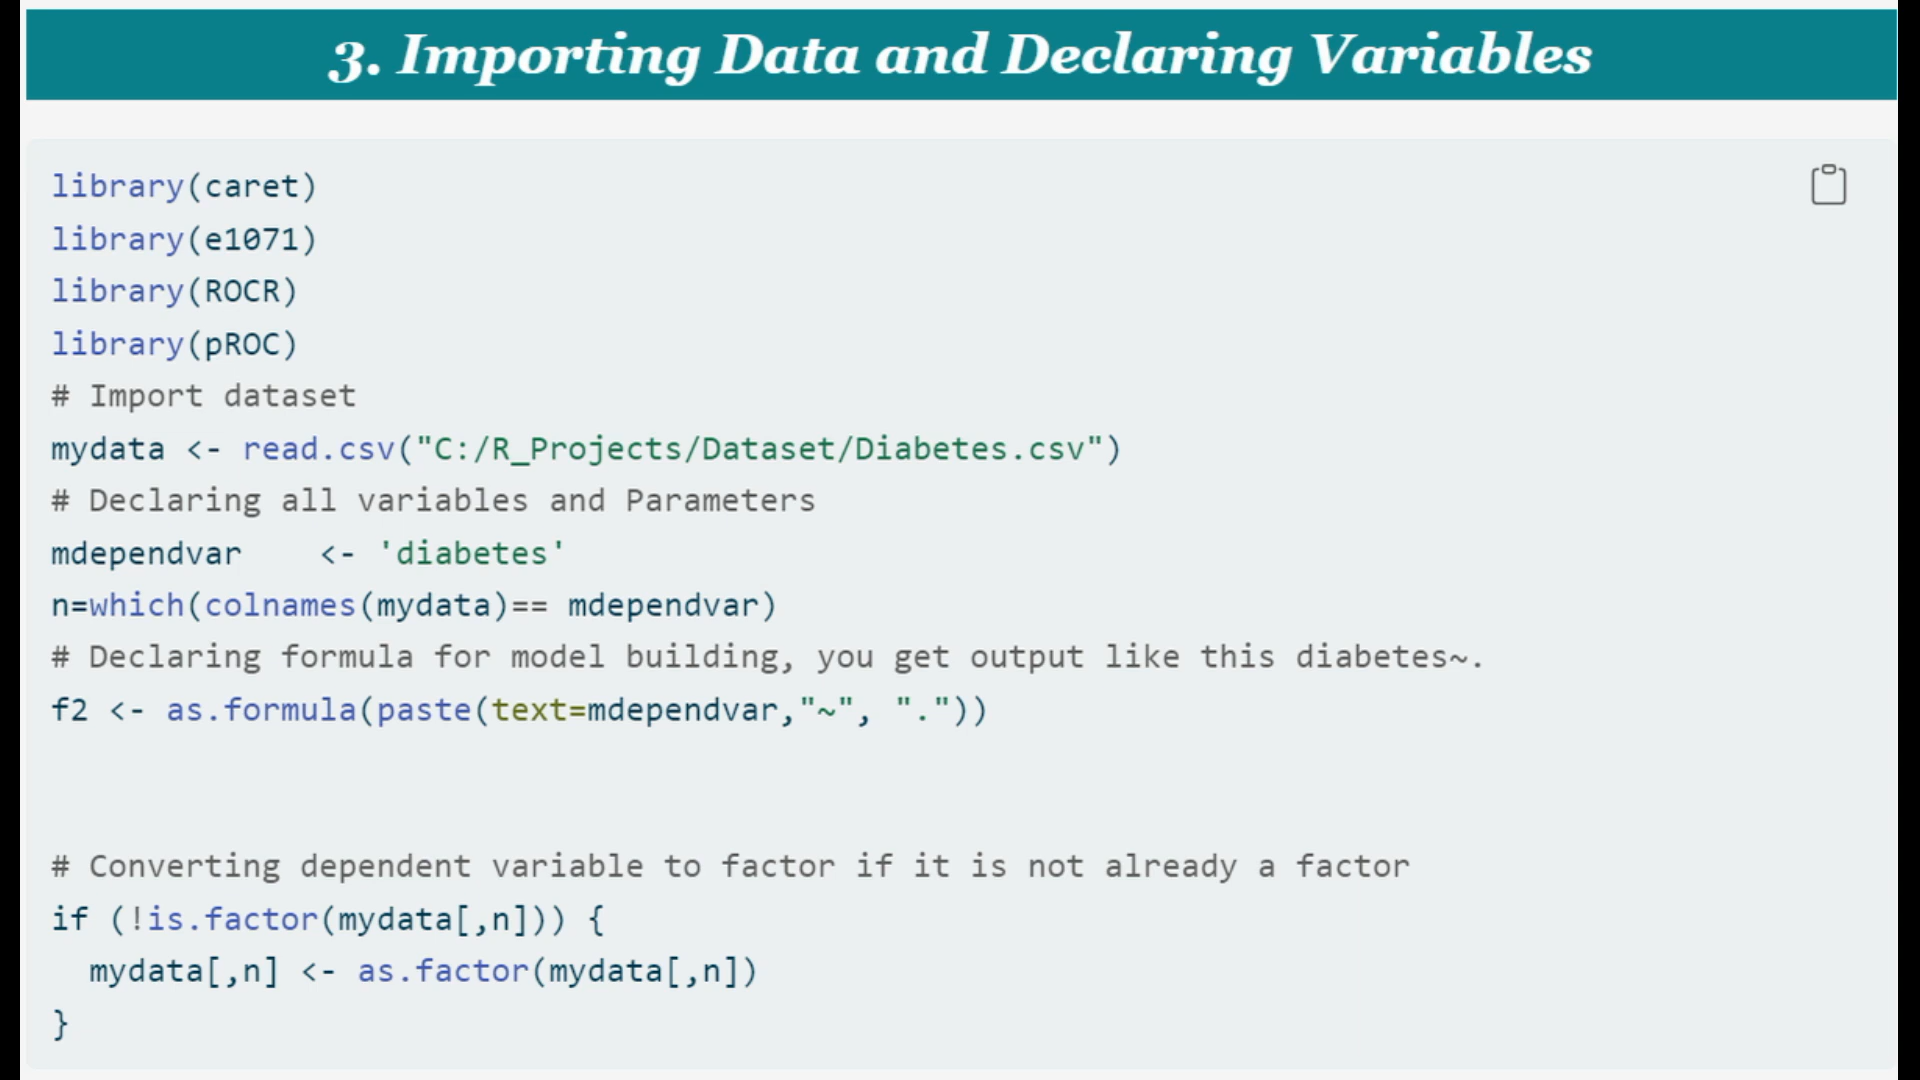 3. Importing Data and Declaring Variables
library(caret)
library(e1071)
library(ROCR)
library(pROC)
# Import dataset
mydata <- read.csv("C:/R_Projects/Dataset/Diabetes.csv")
# Declaring all variables and Parameters
mdependvar    <- 'diabetes'
n=which(colnames(mydata)== mdependvar)
# Declaring formula for model building, you get output like this diabetes~.
f2 <- as.formula(paste(text=mdependvar,"~", "."))
# Converting dependent variable to factor if it is not already a factor
if (!is.factor(mydata[,n])) {
  mydata[,n] <- as.factor(mydata[,n])
}